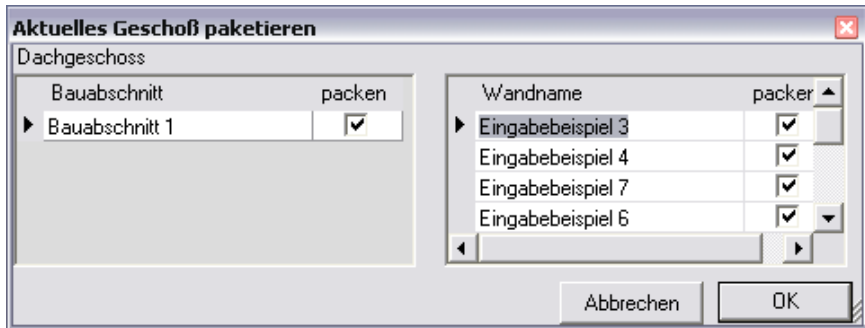 Aktuelles Geschoß paketieren
Dachgeschoss
Bauabschnitt packen
Bauabschnitt 1
Wandname packen
Eingabebeispiel 3
Eingabebeispiel 4
Eingabebeispiel 7
Eingabebeispiel 6
Abbrechen OK